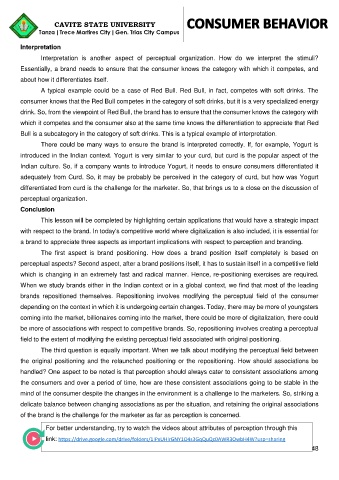 CAVITE STATE UNIVERSITY
Tanza | Trece Martires City | Gen. Trias City Campus
CONSUMER BEHAVIOR
Interpretation
Interpretation is another aspect of perceptual organization. How do we interpret the stimuli?
Essentially, a brand needs to ensure that the consumer knows the category with which it competes, and
about how it differentiates itself.
A typical example could be a case of Red Bull. Red Bull, in fact, competes with soft drinks. The
consumer knows that the Red Bull competes in the category of soft drinks, but it is a very specialized energy
drink. So, from the viewpoint of Red Bull, the brand has to ensure that the consumer knows the category with
which it competes and the consumer also at the same time knows the differentiation to appreciate that Red
Bull is a subcategory in the category of soft drinks. This is a typical example of interpretation.
There could be many ways to ensure the brand is interpreted correctly. If, for example, Yogurt is
introduced in the Indian context. Yogurt is very similar to your curd, but curd is the popular aspect of the
Indian culture. So, if a company wants to introduce Yogurt, it needs to ensure consumers differentiated it
adequately from Curd. So, it may be probably be perceived in the category of curd, but how was Yogurt
differentiated from curd is the challenge for the marketer. So, that brings us to a close on the discussion of
perceptual organization.
Conclusion
This lesson will be completed by highlighting certain applications that would have a strategic impact
with respect to the brand. In today's competitive world where digitalization is also included, it is essential for
a brand to appreciate three aspects as important implications with respect to perception and branding.
The first aspect is brand positioning. How does a brand position itself completely is based on
perceptual aspects? Second aspect, after a brand positions itself, it has to sustain itself in a competitive field
which is changing in an extremely fast and radical manner. Hence, re-positioning exercises are required.
When we study brands either in the Indian context or in a global context, we find that most of the leading
brands repositioned themselves. Repositioning involves modifying the perceptual field of the consumer
depending on the context in which it is undergoing certain changes. Today, there may be more of youngsters
coming into the market, billionaires coming into the market, there could be more of digitalization, there could
be more of associations with respect to competitive brands. So, repositioning involves creating a perceptual
field to the extent of modifying the existing perceptual field associated with original positioning.
The third question is equally important. When we talk about modifying the perceptual field between
the original positioning and the relaunched positioning or the repositioning. How should associations be
handled? One aspect to be noted is that perception should always cater to consistent associations among
the consumers and over a period of time, how are these consistent associations going to be stable in the
mind of the consumer despite the changes in the environment is a challenge to the marketers. So, striking a
delicate balance between changing associations as per the situation, and retaining the original associations
of the brand is the challenge for the marketer as far as perception is concerned.
For better understanding, try to watch the videos about attributes of perception through this
link:
48